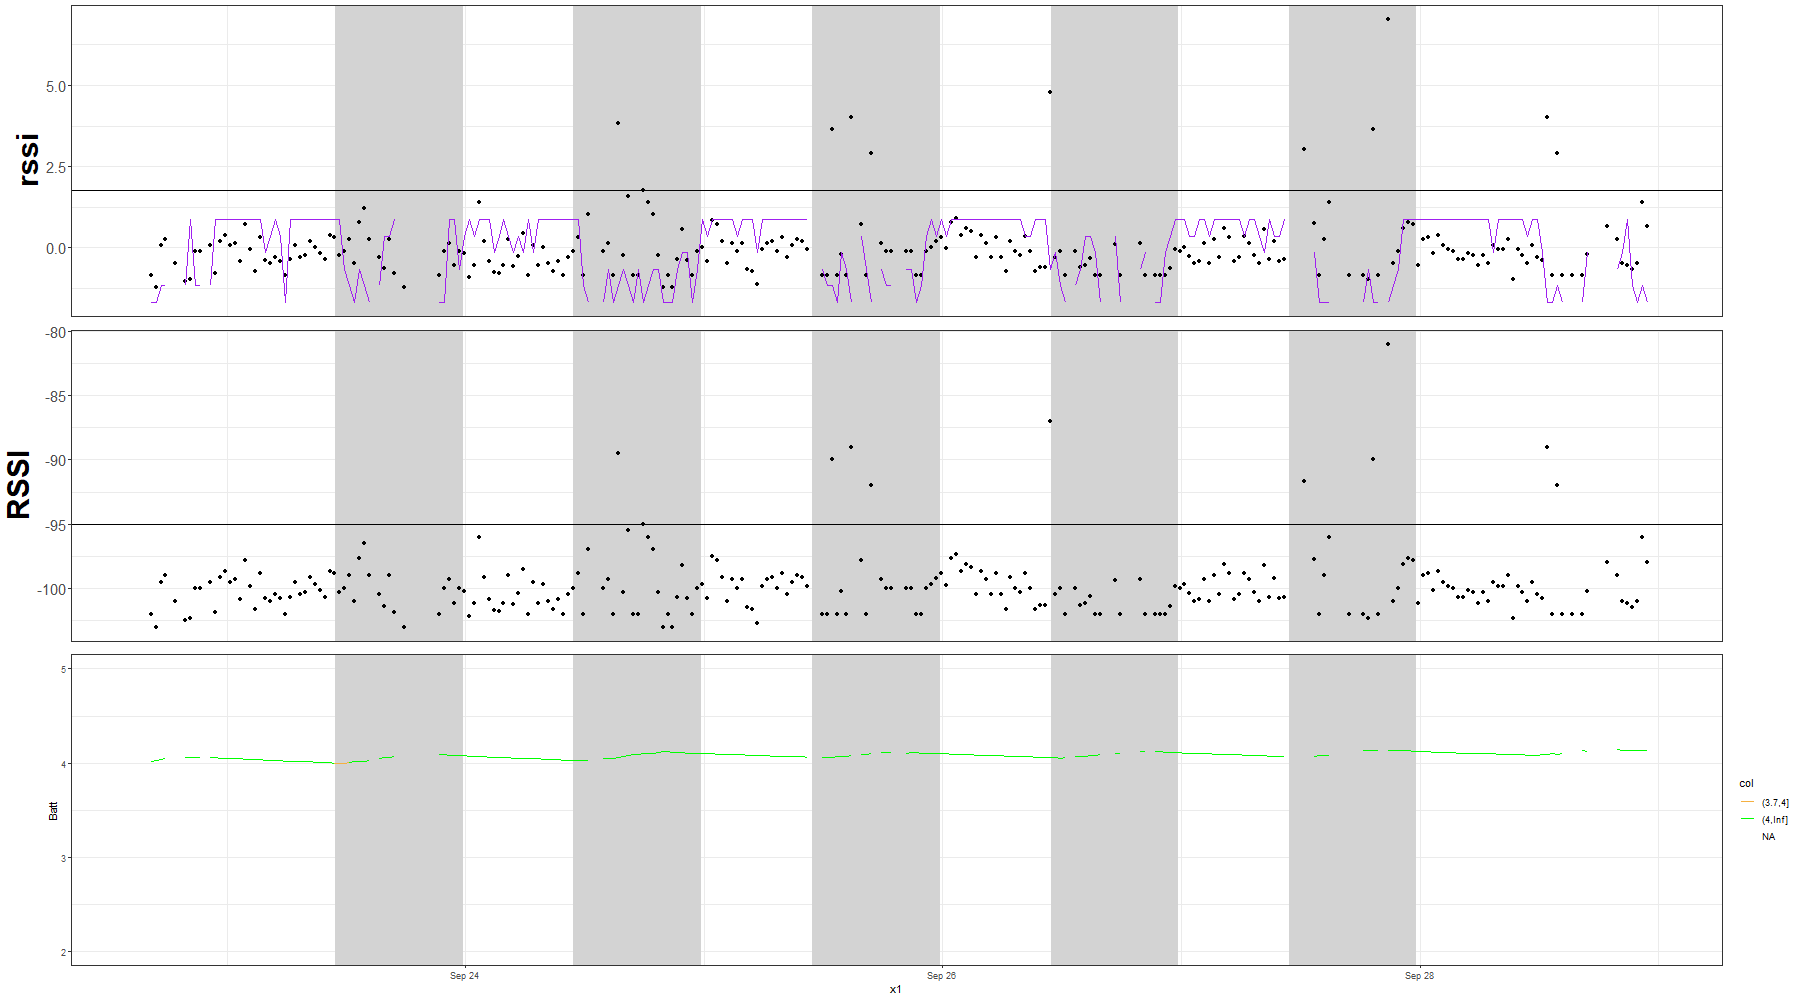 rssi
5.0
2.5
0.0
RSSI
-80
-85
-90
-95
-100
Batt
5
4
3
2
Sep 24
Sep 26
Sep 28
x1
col
(3.7,4]
(4,Inf]
NA